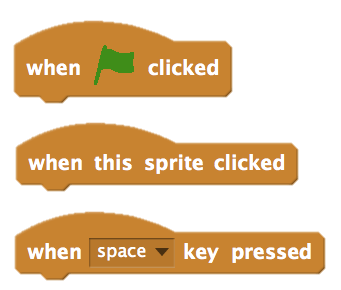 when clicked
when this sprite clicked
when space key pressed